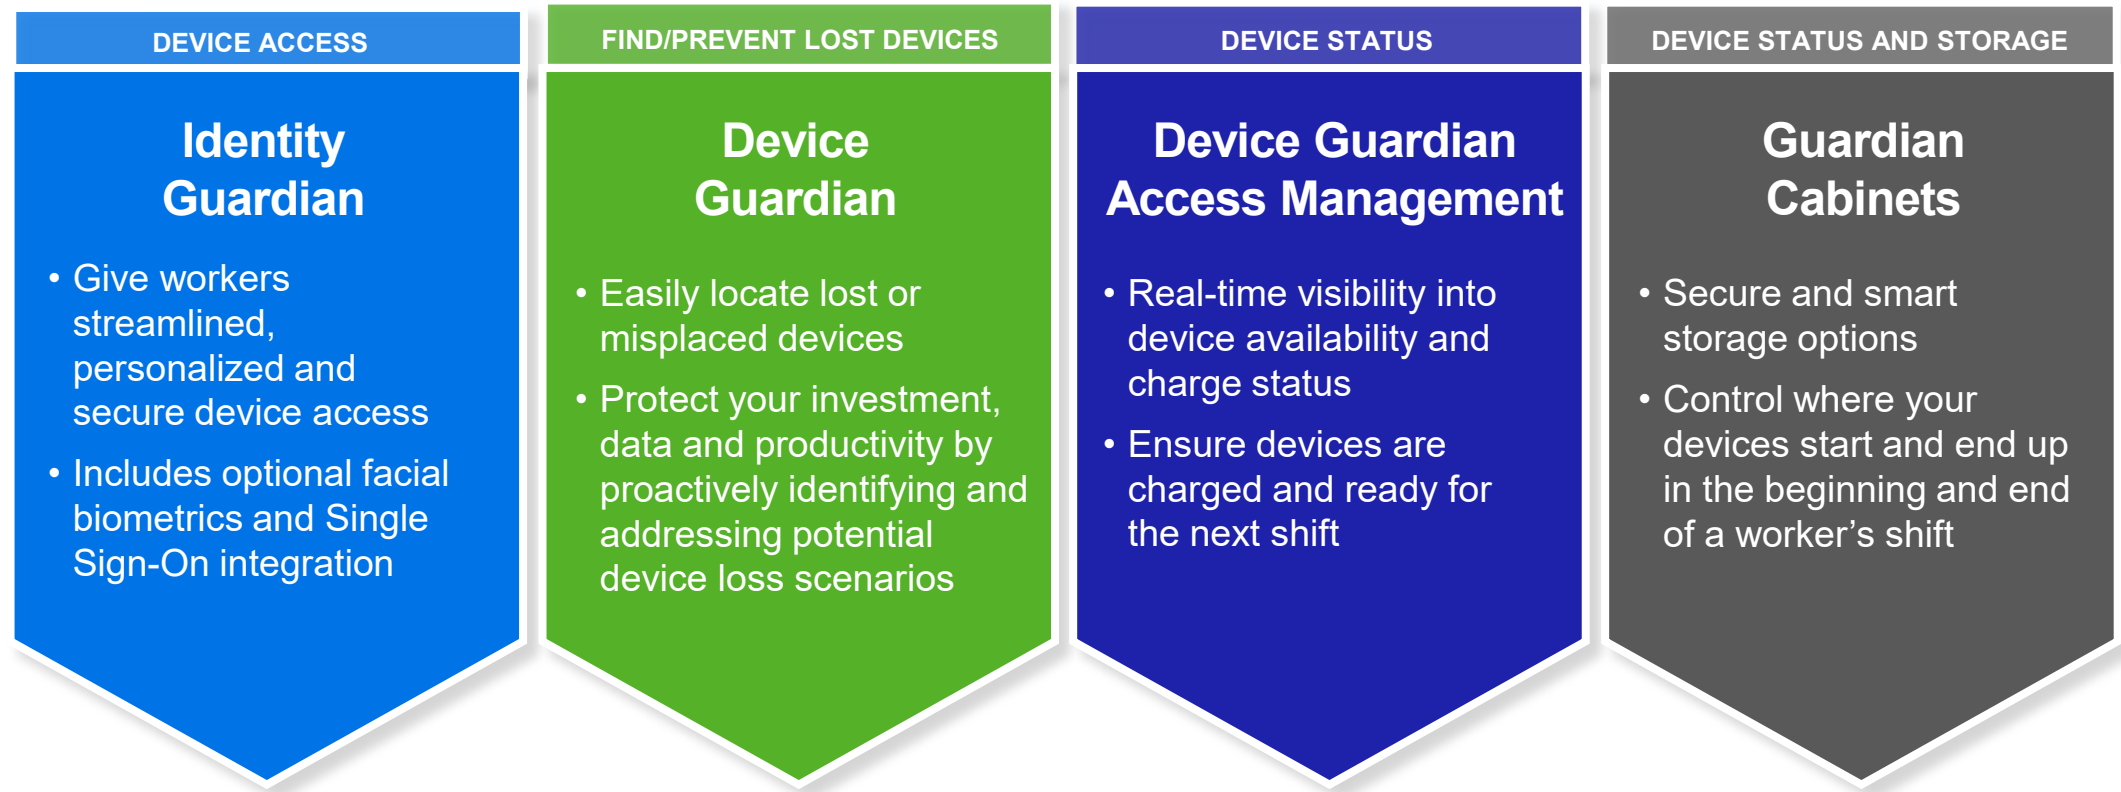 DEVICE ACCESS
Identity
Guardian
• Give workers
streamlined,
personalized and
secure device access
• Includes optional facial
biometrics and Single
Sign-On integration
FIND/PREVENT LOST DEVICES
Device
Guardian
• Easily locate lost or
misplaced devices
• Protect your investment,
data and productivity by
proactively identifying and
addressing potential
device loss scenarios
DEVICE STATUS
Device Guardian
Access Management
• Real-time visibility into
device availability and
charge status
• Ensure devices are
charged and ready for
the next shift
DEVICE STATUS AND STORAGE
Guardian
Cabinets
• Secure and smart
storage options
• Control where your
devices start and end up
in the beginning and end
of a worker’s shift